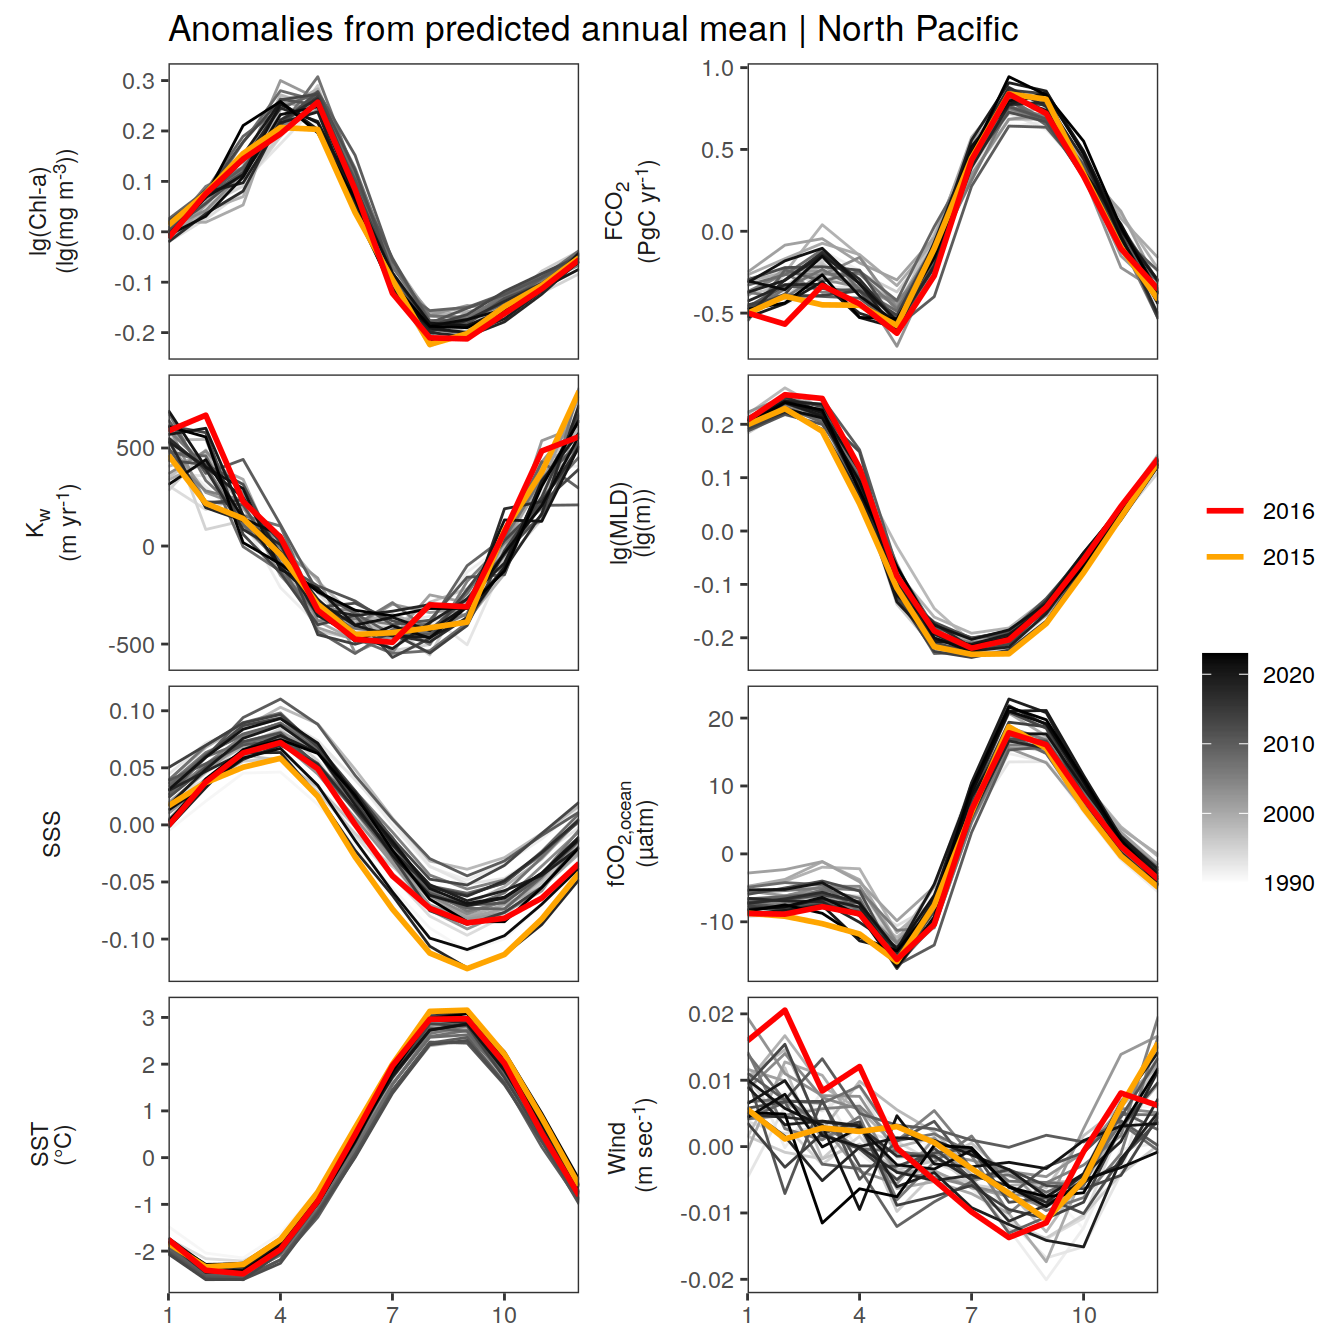 Anomalies from predicted annual mean | North Pacific
lg(Chl-a)
(lg(mg m-3))
0.3
0.2
0.1
0.0
-0.1
-0.2
FCO2
(PgC yr-1)
1.0
0.5
0.0
-0.5
Kw
(m yr-1)
500
0
-500
lg(MLD)
(lg(m))
0.2
0.1
0.0
-0.1
-0.2
SSS
0.10
0.05
0.00
-0.05
-0.10
fCO2,ocean
(µatm)
20
10
0
-10
SST
(°C)
3
2
1
0
-1
-2
1 4 7 10
Wind
(m sec-1)
0.02
0.01
0.00
-0.01
-0.02
1 4 7 10
2016
2015
2020
2010
2000
1990